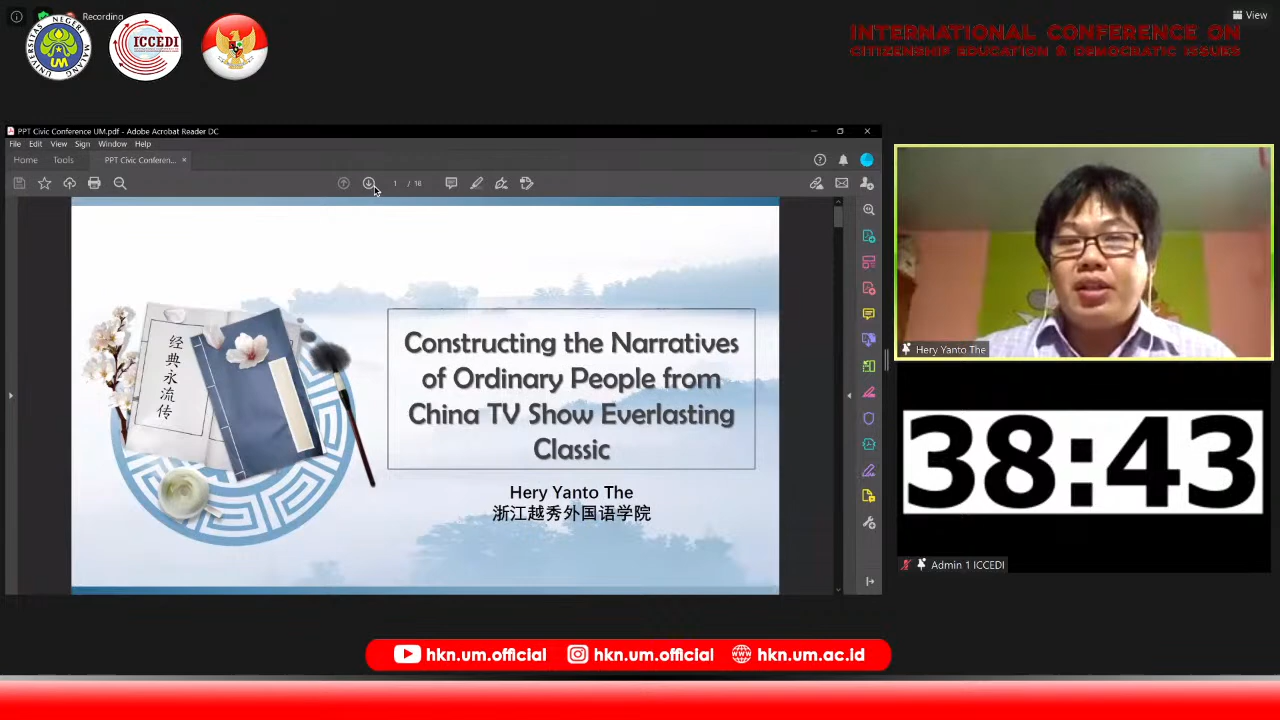 Recording
View
UNIVERSITAS NEGERI MALANG
ICCEDI
INTERNATIONAL CONFERENCE ON
CITIZENSHIP EDUCATION & DEMOCRATIC ISSUES
PPT Civic Conference UM.pdf - Adobe Acrobat Reader DC
File Edit View Sign Window Help
Home Tools PPT Civic Conferen... ×
1 / 16
经典永流传
Constructing the Narratives
of Ordinary People from
China TV Show Everlasting
Classic
Hery Yanto The
浙江越秀外国语学院
Hery Yanto The
38:43
Admin 1 ICCEDI
hkn.um.official hkn.um.official hkn.um.ac.id